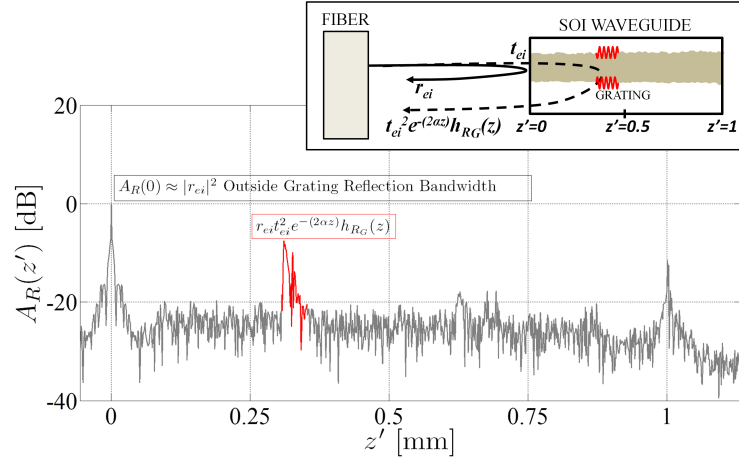 FIBER
SOI WAVEGUIDE
t_ei
r_ei
GRATING
t_ei^2 e^-(2αz) h_RG(z)
z'=0
z'=0.5
z'=1
20
A_R(0) ≈ |r_ei|^2 Outside Grating Reflection Bandwidth
0
r_ei t_ei^2 e^-(2αz) h_R_G(z)
A_R(z') [dB]
-20
-40
0
0.25
0.5
0.75
1
z' [mm]